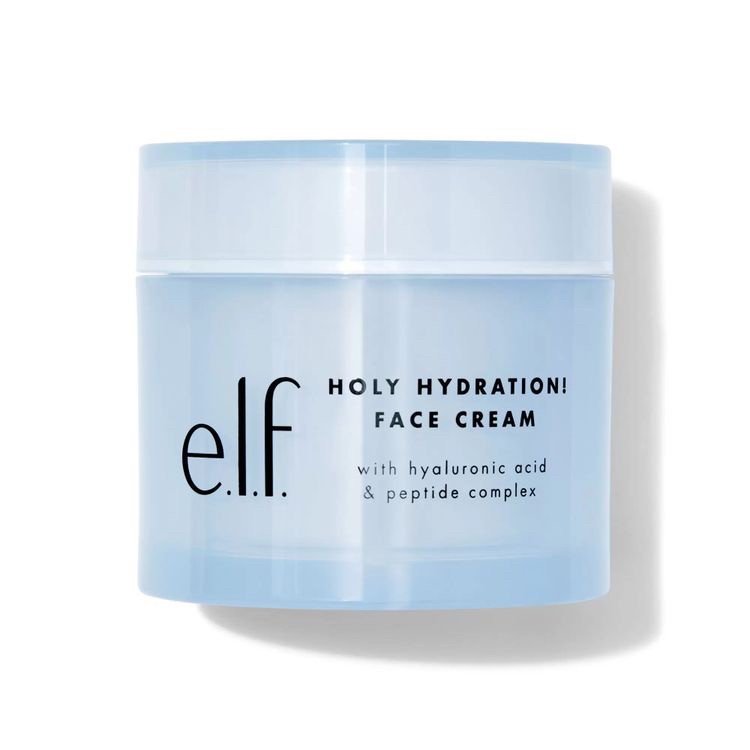 e.l.f.
HOLY HYDRATION!
FACE CREAM
with hyaluronic acid
& peptide complex